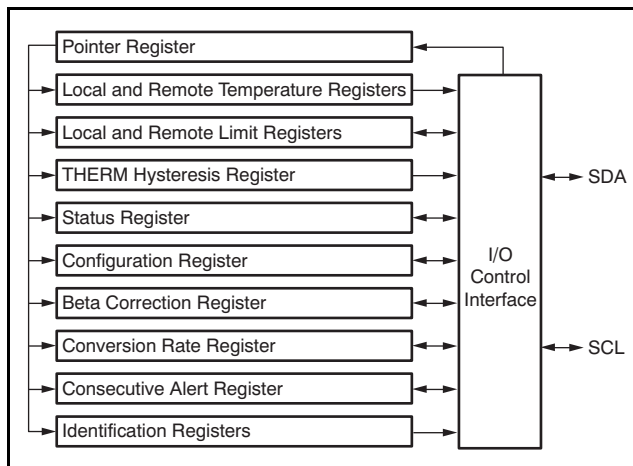 Pointer Register
Local and Remote Temperature Registers
Local and Remote Limit Registers
THERM Hysteresis Register
SDA
Status Register
I/O
Control
Interface
Configuration Register
Beta Correction Register
Conversion Rate Register
SCL
Consecutive Alert Register
Identification Registers